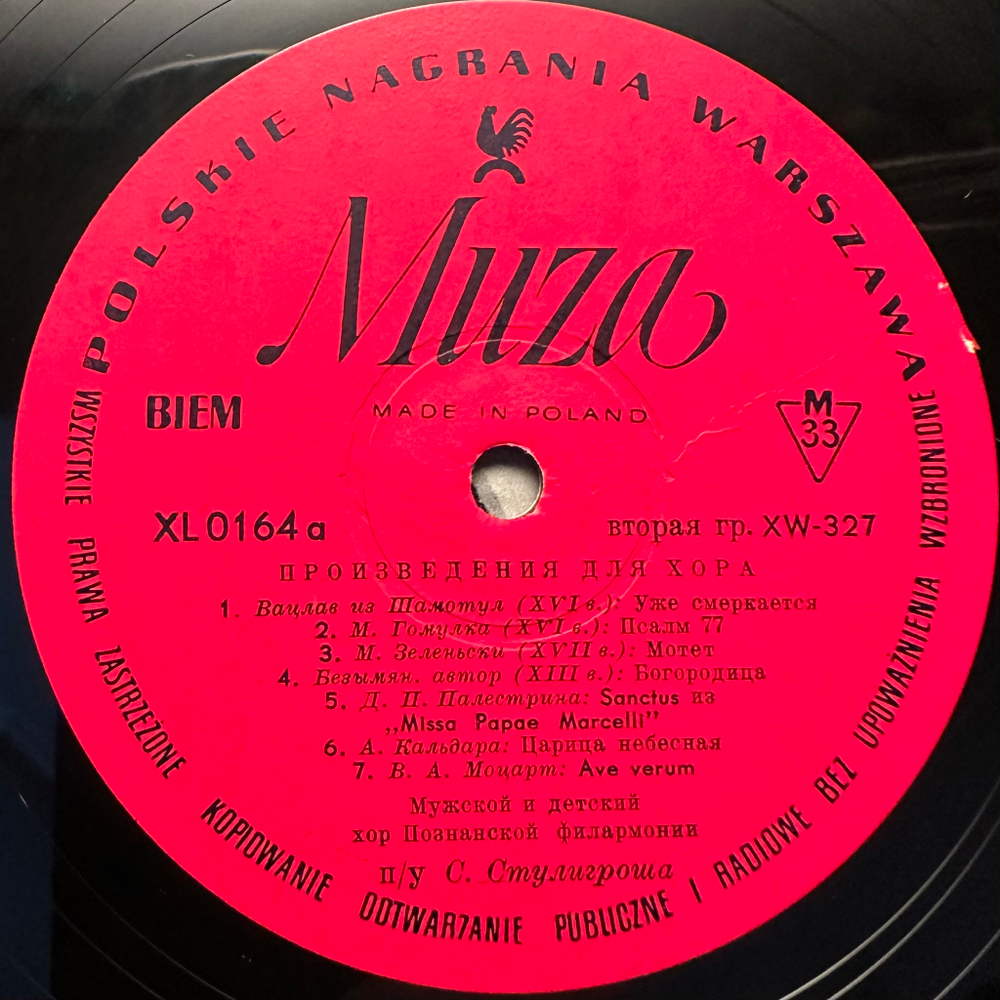 POLSKIE NAGRANIA WARSZAWA
Muza
BIEM
MADE IN POLAND
M
33
XL 0164 a
вторая гр. XW-327
ПРОИЗВЕДЕНИЯ ДЛЯ ХОРА
1. Вацлав из Шамотул (XVI в.): Уже смеркается
2. М. Гомулка (XVI в.): Псалм 77
3. М. Зеленьски (XVII в.): Мотет
4. Безымян. автор (XIII в.): Богородица
5. Д. П. Палестрина: Sanctus из
„Missa Papae Marcelli”
6. А. Кальдара: Царица небесная
7. В. А. Моцарт: Ave verum
Мужской и детский
хор Познанской филармонии
п/у С. Стулигроша
WSZYSTKIE PRAWA ZASTRZEŻONE KOPIOWANIE ODTWARZANIE PUBLICZNE I RADIOWE BEZ UPOWAŻNIENIA WZBRONIONE